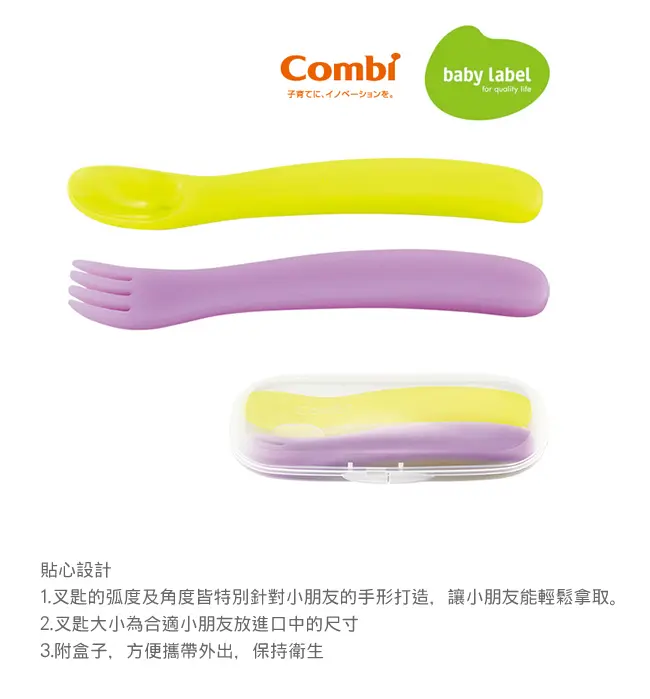 Combi
子育てに、イノベーションを。
baby label
for quality life
貼心設計
1.叉匙的弧度及角度皆特別針對小朋友的手形打造，讓小朋友能輕鬆拿取。
2.叉匙大小為合適小朋友放進口中的尺寸
3.附盒子，方便攜帶外出，保持衛生